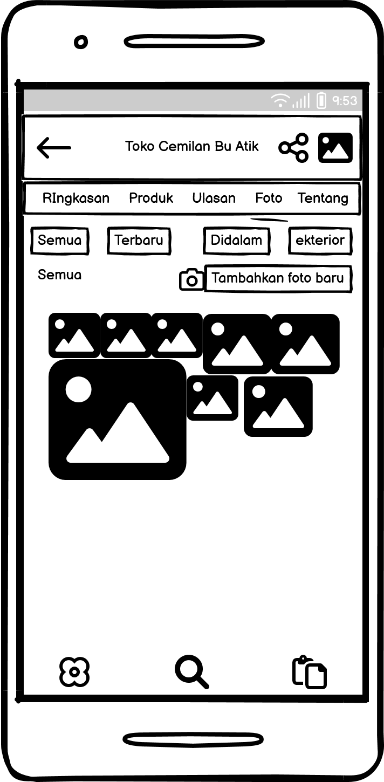 9:53
Toko Cemilan Bu Atik
RIngkasan Produk Ulasan Foto Tentang
Semua Terbaru Didalam ekterior
Semua Tambahkan foto baru